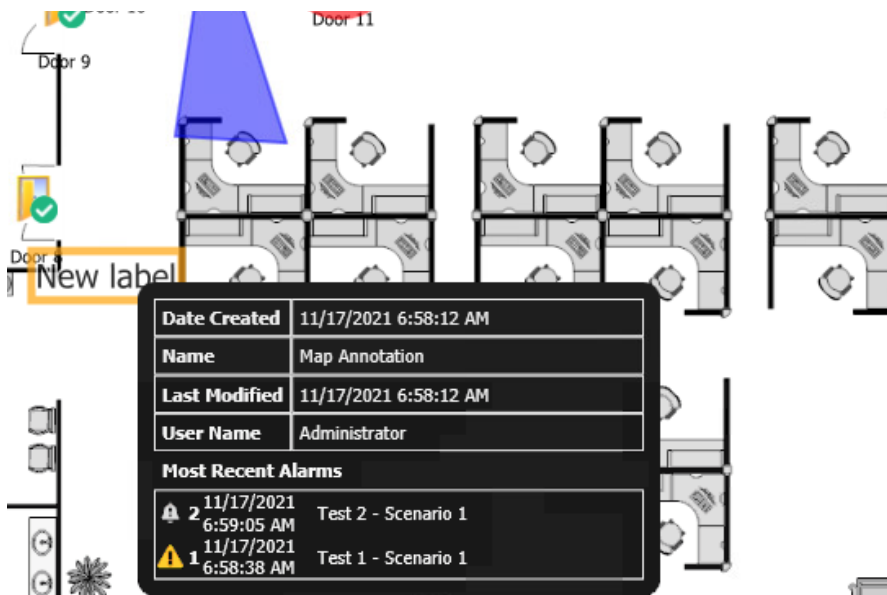 Door 11
Door 9
Door 8
New label
Date Created 11/17/2021 6:58:12 AM
Name Map Annotation
Last Modified 11/17/2021 6:58:12 AM
User Name Administrator
Most Recent Alarms
2 11/17/2021 6:59:05 AM Test 2 - Scenario 1
1 11/17/2021 6:58:38 AM Test 1 - Scenario 1